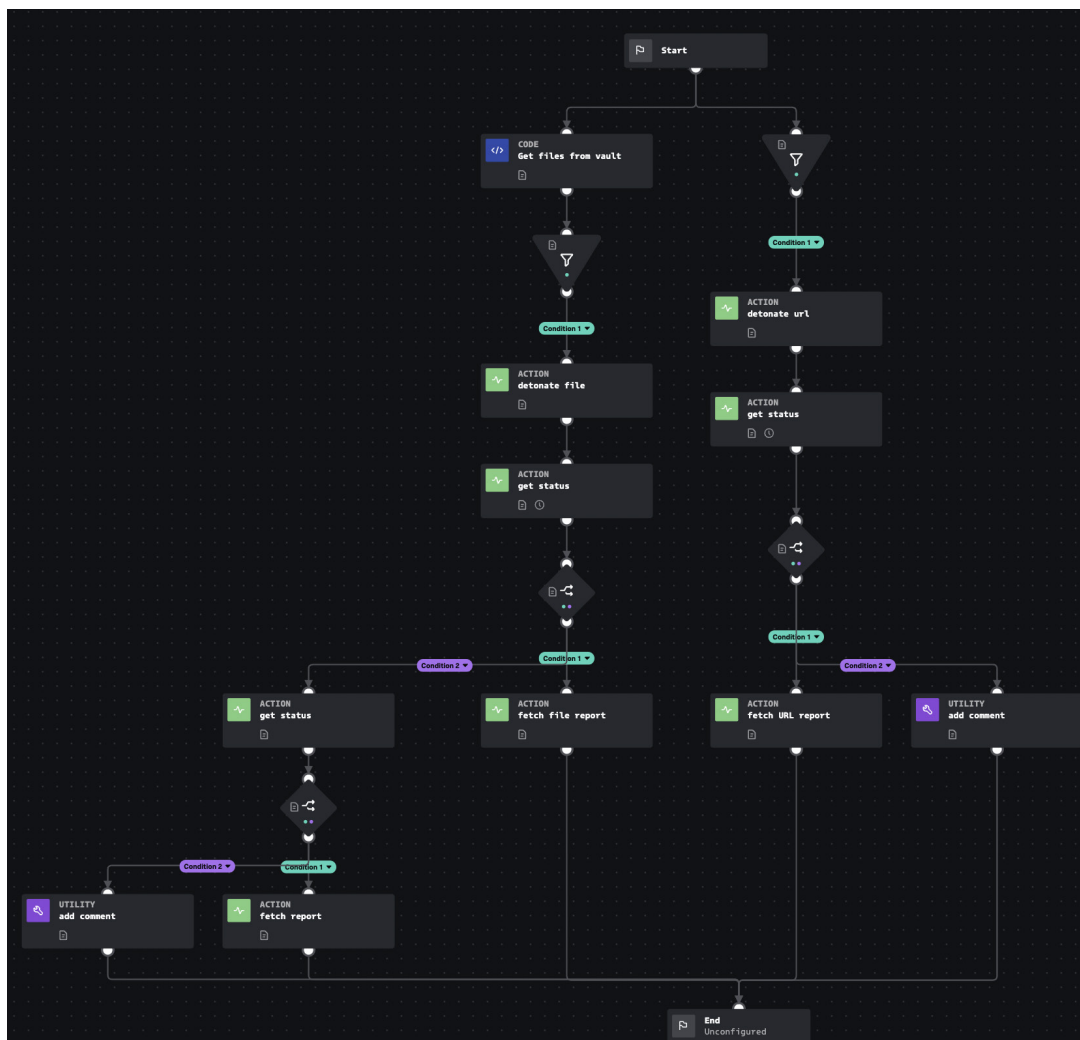 Start
CODE
Get files from vault
Condition 1
Condition 1
ACTION
detonate url
ACTION
detonate file
ACTION
get status
ACTION
get status
Condition 1
Condition 2
Condition 1
Condition 2
ACTION
get status
ACTION
fetch file report
ACTION
fetch URL report
UTILITY
add comment
Condition 2
Condition 1
UTILITY
add comment
ACTION
fetch report
End
Unconfigured